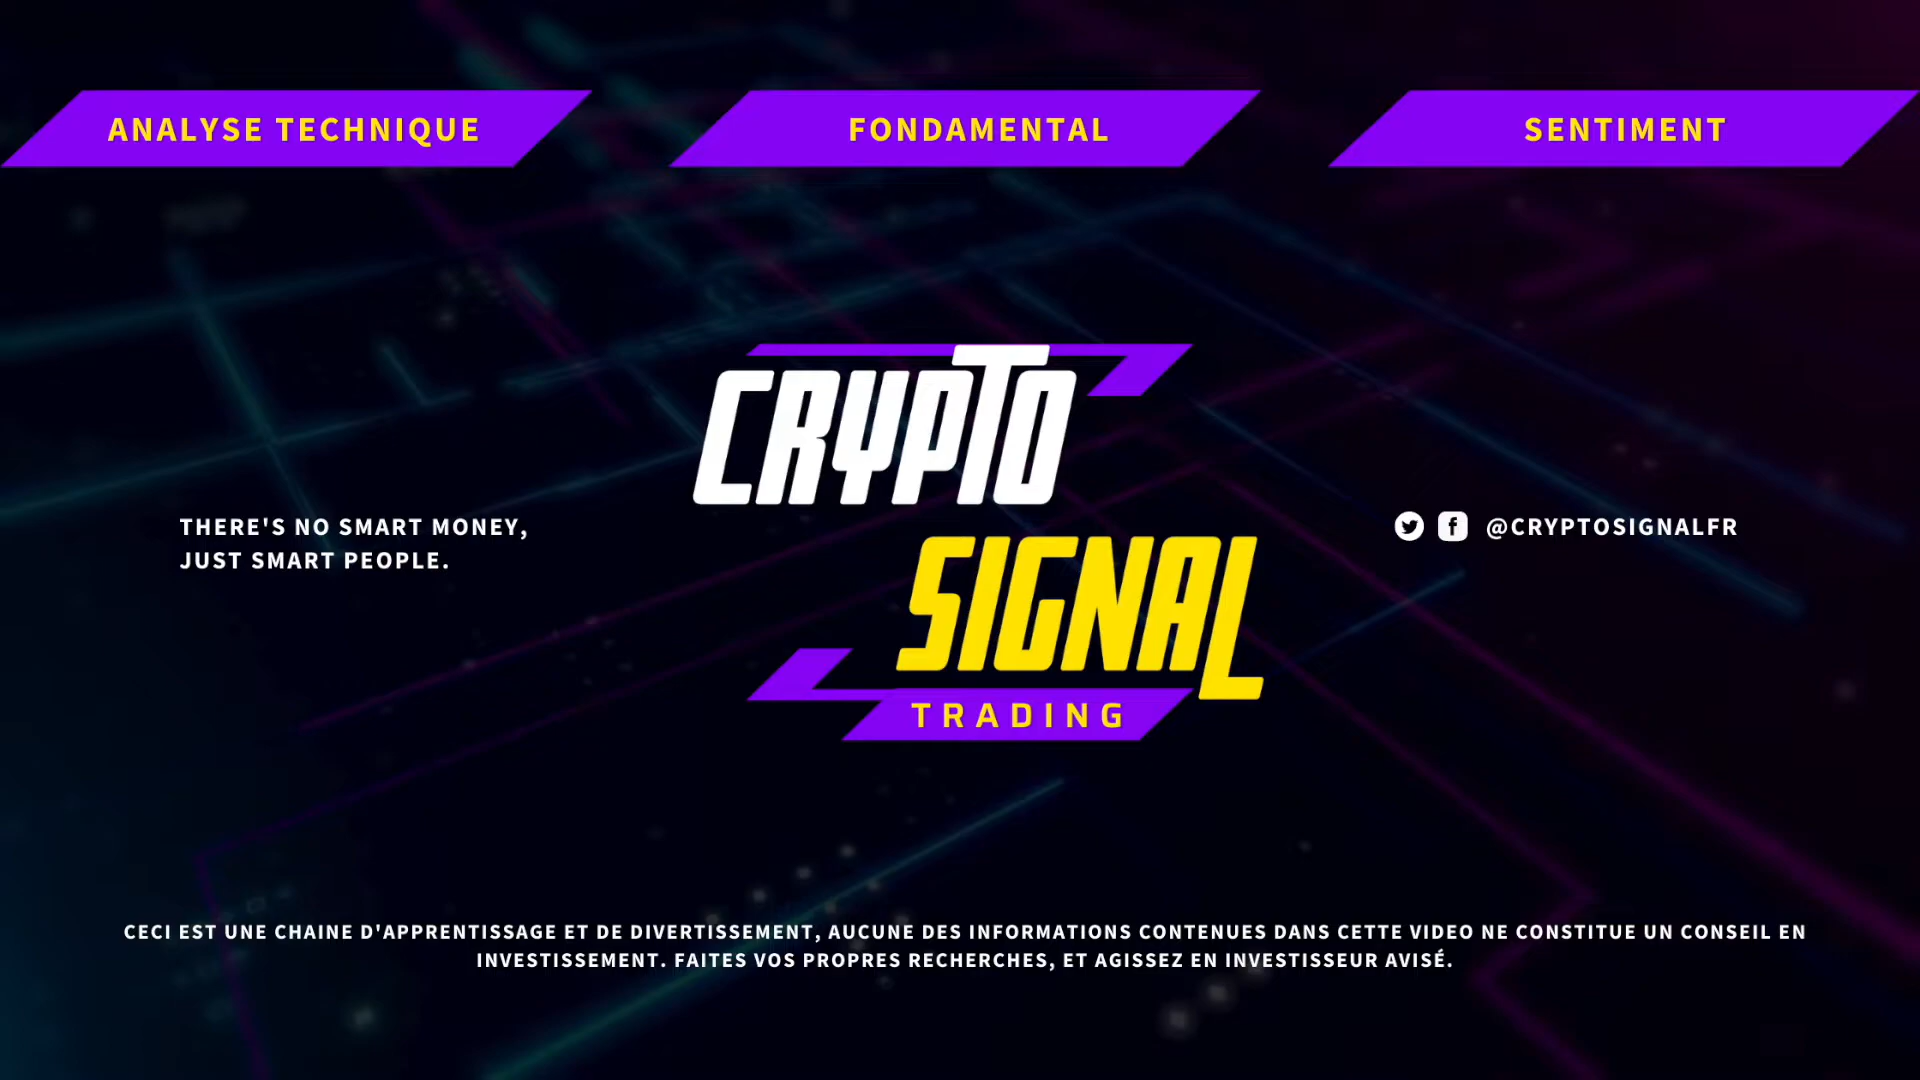 ANALYSE TECHNIQUE
FONDAMENTAL
SENTIMENT
CRYPTO
SIGNAL
TRADING
THERE'S NO SMART MONEY,
JUST SMART PEOPLE.
@CRYPTOSIGNALFR
CECI EST UNE CHAINE D'APPRENTISSAGE ET DE DIVERTISSEMENT, AUCUNE DES INFORMATIONS CONTENUES DANS CETTE VIDEO NE CONSTITUE UN CONSEIL EN
INVESTISSEMENT. FAITES VOS PROPRES RECHERCHES, ET AGISSEZ EN INVESTISSEUR AVISÉ.